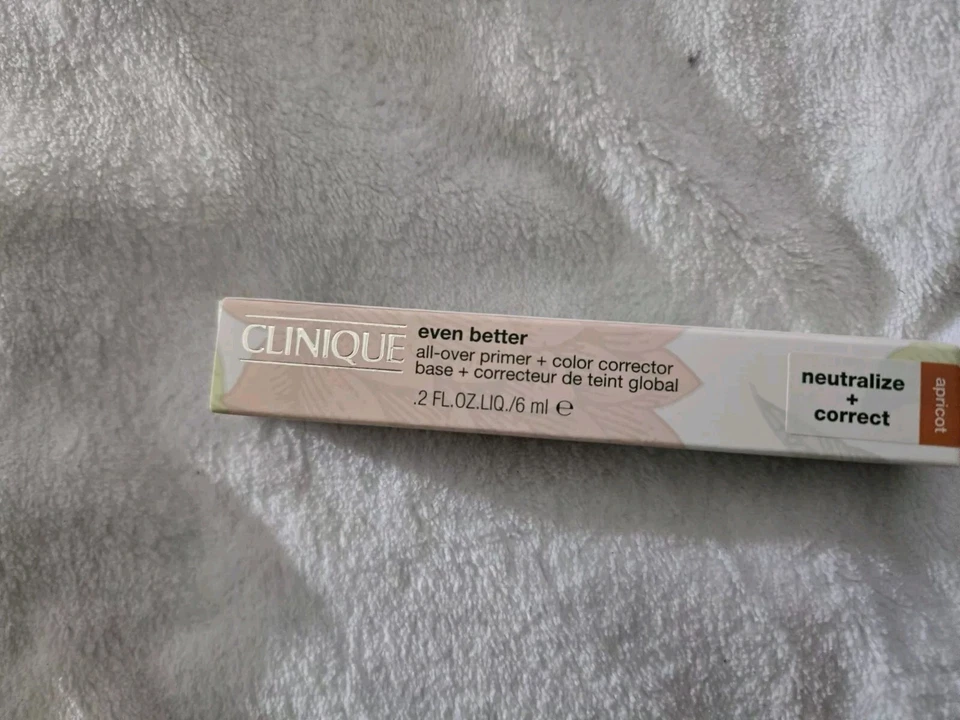 CLINIQUE
even better
all-over primer + color corrector
base + correcteur de teint global
.2 FL.OZ.LIQ./6 ml ℮
neutralize
+
correct
apricot